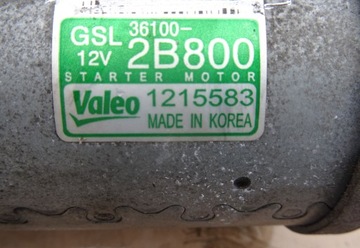 GSL 36100-
12V 2B800
STARTER MOTOR
Valeo 1215583
MADE IN KOREA